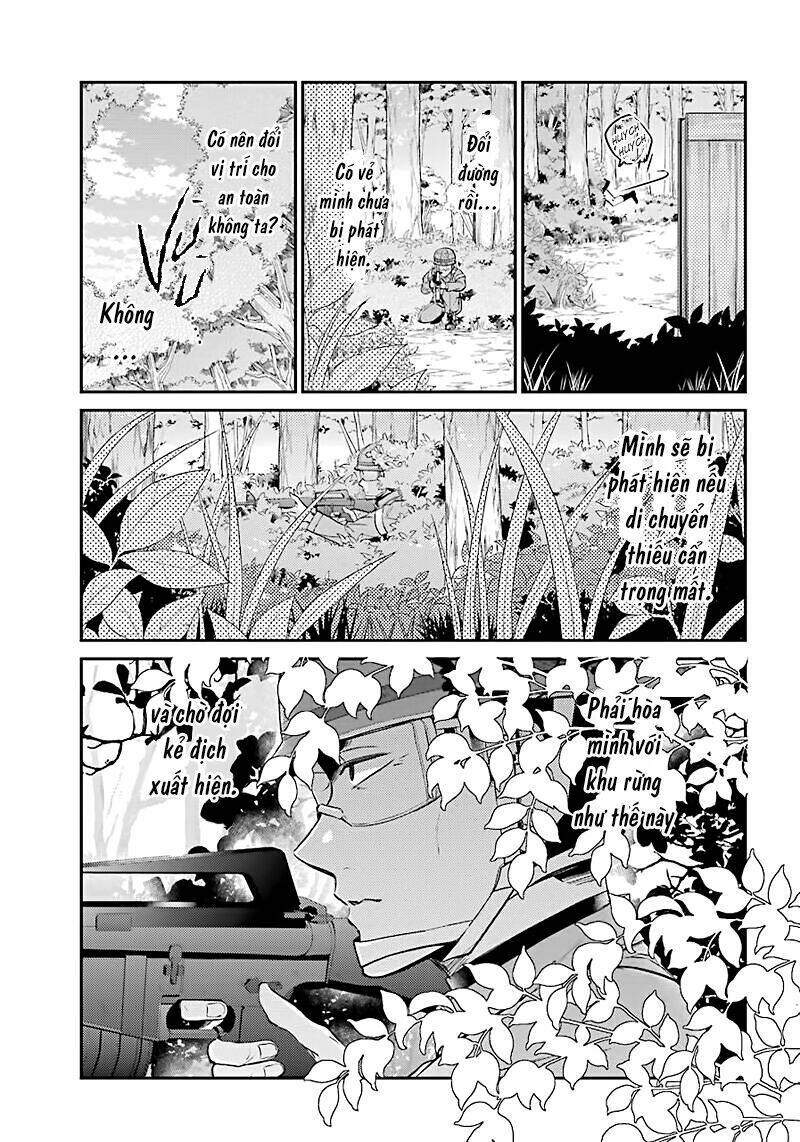 HUỴCH
HUỴCH
Đổi
đường
rồi...
Có vẻ
mình chưa
bị phát
hiện.
Có nên đổi
vị trí cho
an toàn
không ta?
VÙ
Ù
Không
...
Mình sẽ bị
phát hiện nếu
di chuyển
thiếu cẩn
trọng mất.
Phải hòa
mình với
khu rừng
như thế này
và chờ đợi
kẻ địch
xuất hiện.